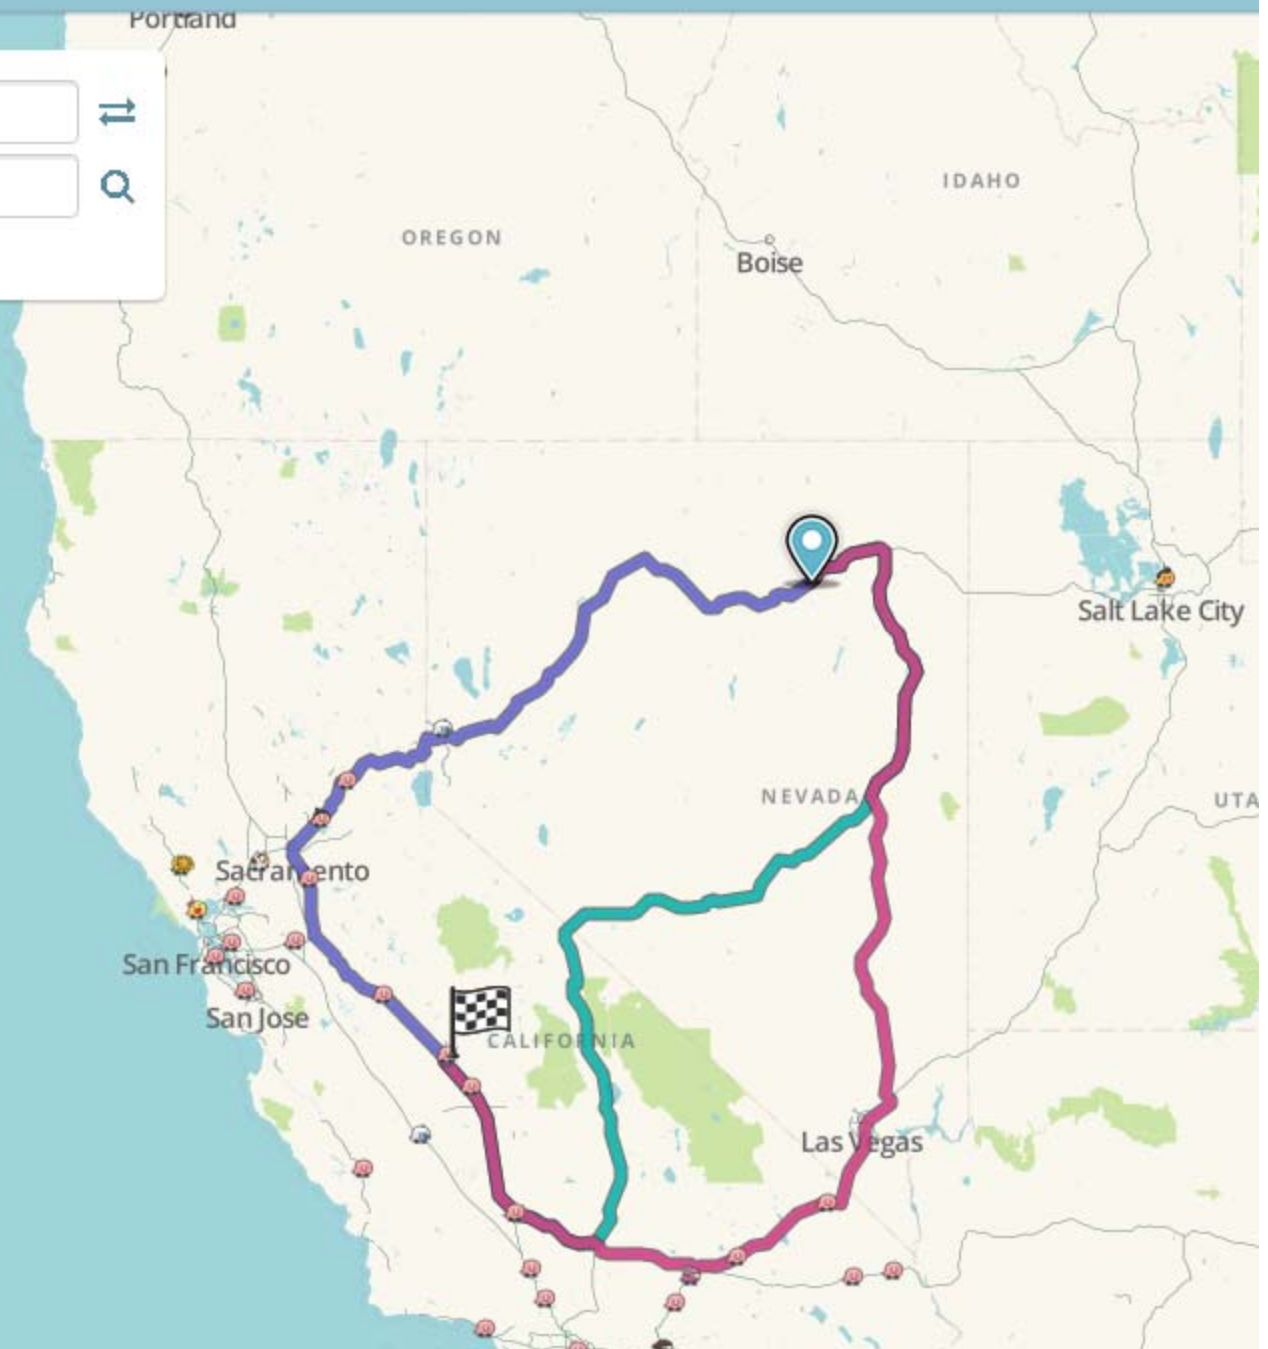 Portland
IDAHO
OREGON
Boise
Salt Lake City
NEVADA
UTA
Sacramento
San Francisco
San Jose
CALIFORNIA
Las Vegas